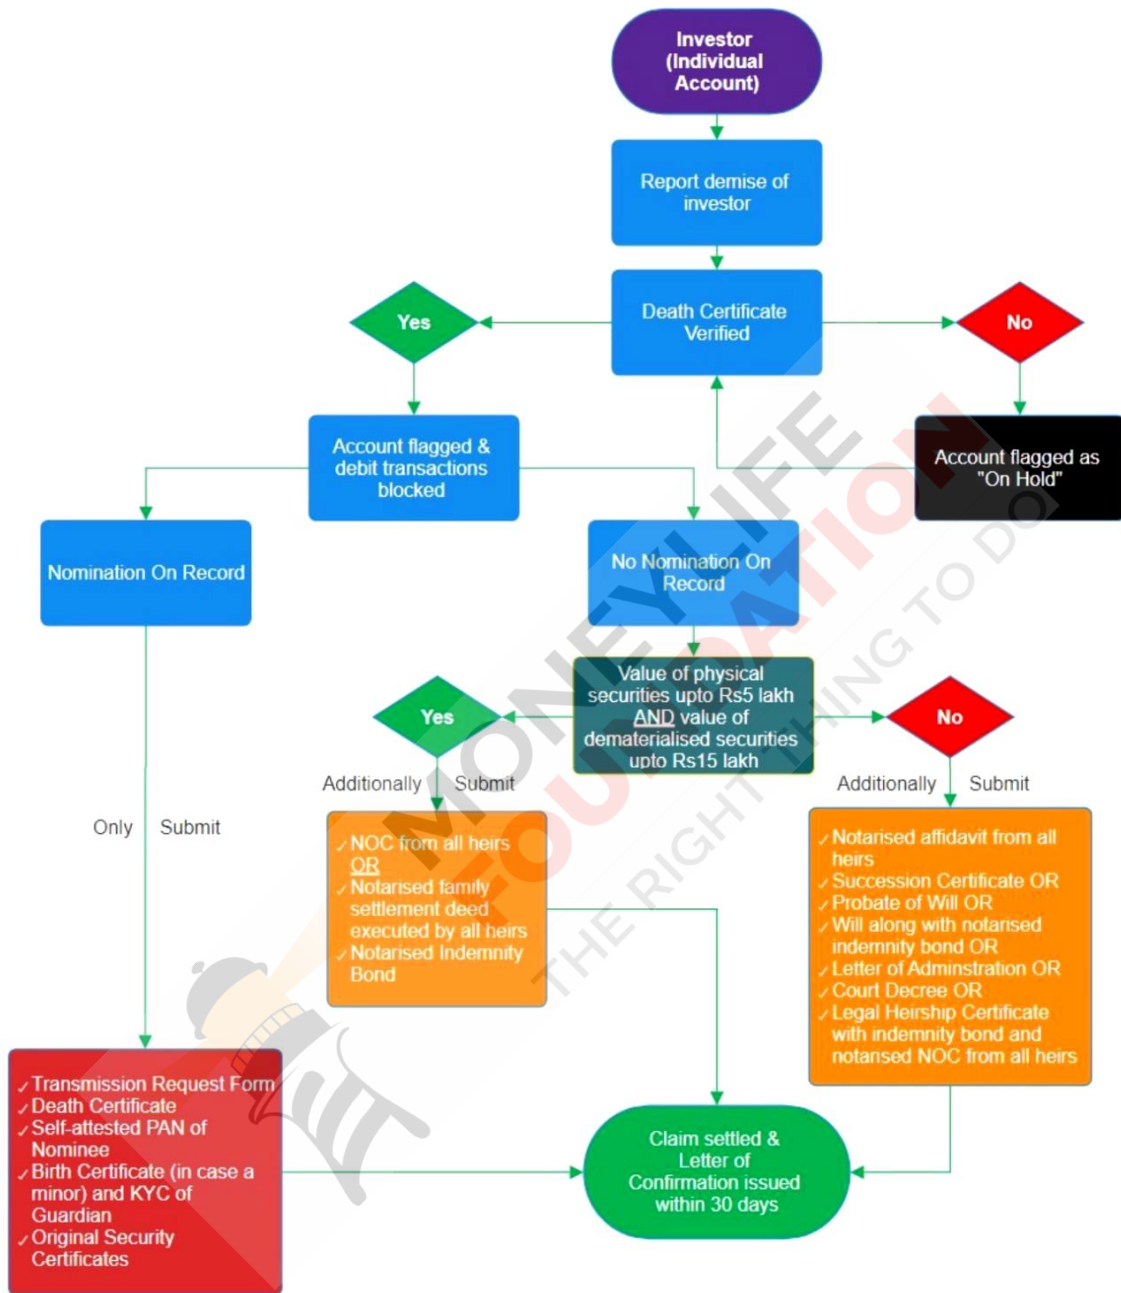 Investor
(Individual
Account)
Report demise of
investor
Yes
Death Certificate
Verified
No
Account flagged &
debit transactions
blocked
Account flagged as
"On Hold"
Nomination On Record
No Nomination On
Record
Yes
Value of physical
securities upto Rs5 lakh
AND value of
dematerialised securities
upto Rs15 lakh
No
Additionally Submit
Additionally Submit
Only Submit
✓ NOC from all heirs
OR
✓ Notarised family
settlement deed
executed by all heirs
✓ Notarised Indemnity
Bond
✓ Notarised affidavit from all
heirs
✓ Succession Certificate OR
✓ Probate of Will OR
✓ Will along with notarised
indemnity bond OR
✓ Letter of Adminstration OR
✓ Court Decree OR
✓ Legal Heirship Certificate
with indemnity bond and
notarised NOC from all heirs
✓ Transmission Request Form
✓ Death Certificate
✓ Self-attested PAN of
Nominee
✓ Birth Certificate (in case a
minor) and KYC of
Guardian
✓ Original Security
Certificates
Claim settled &
Letter of
Confirmation issued
within 30 days
MONEYLIFE
FOUNDATION
THE RIGHT THING TO DO